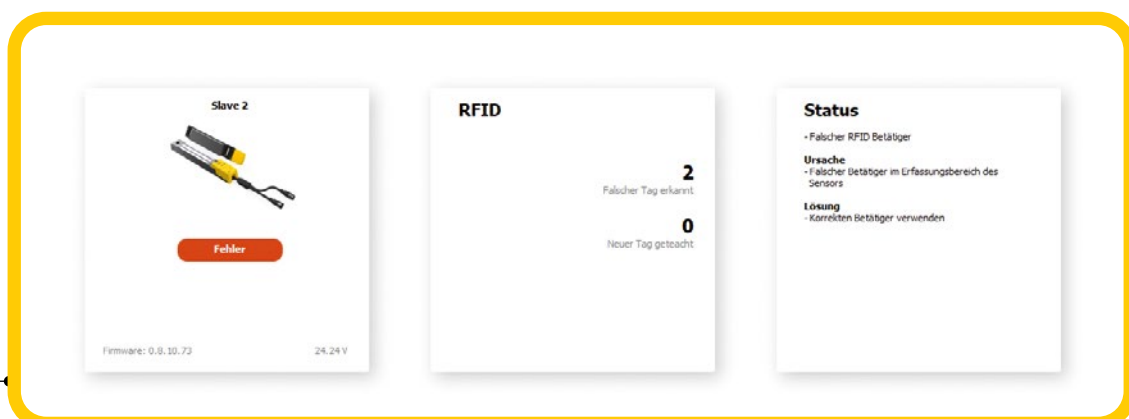 Slave 2
Fehler
Firmware: 0.8.10.73
24.24 V
RFID
2
Falscher Tag erkannt
0
Neuer Tag geteacht
Status
- Falscher RFID Betätiger
Ursache
- Falscher Betätiger im Erfassungsbereich des
Sensors
Lösung
- Korrekten Betätiger verwenden